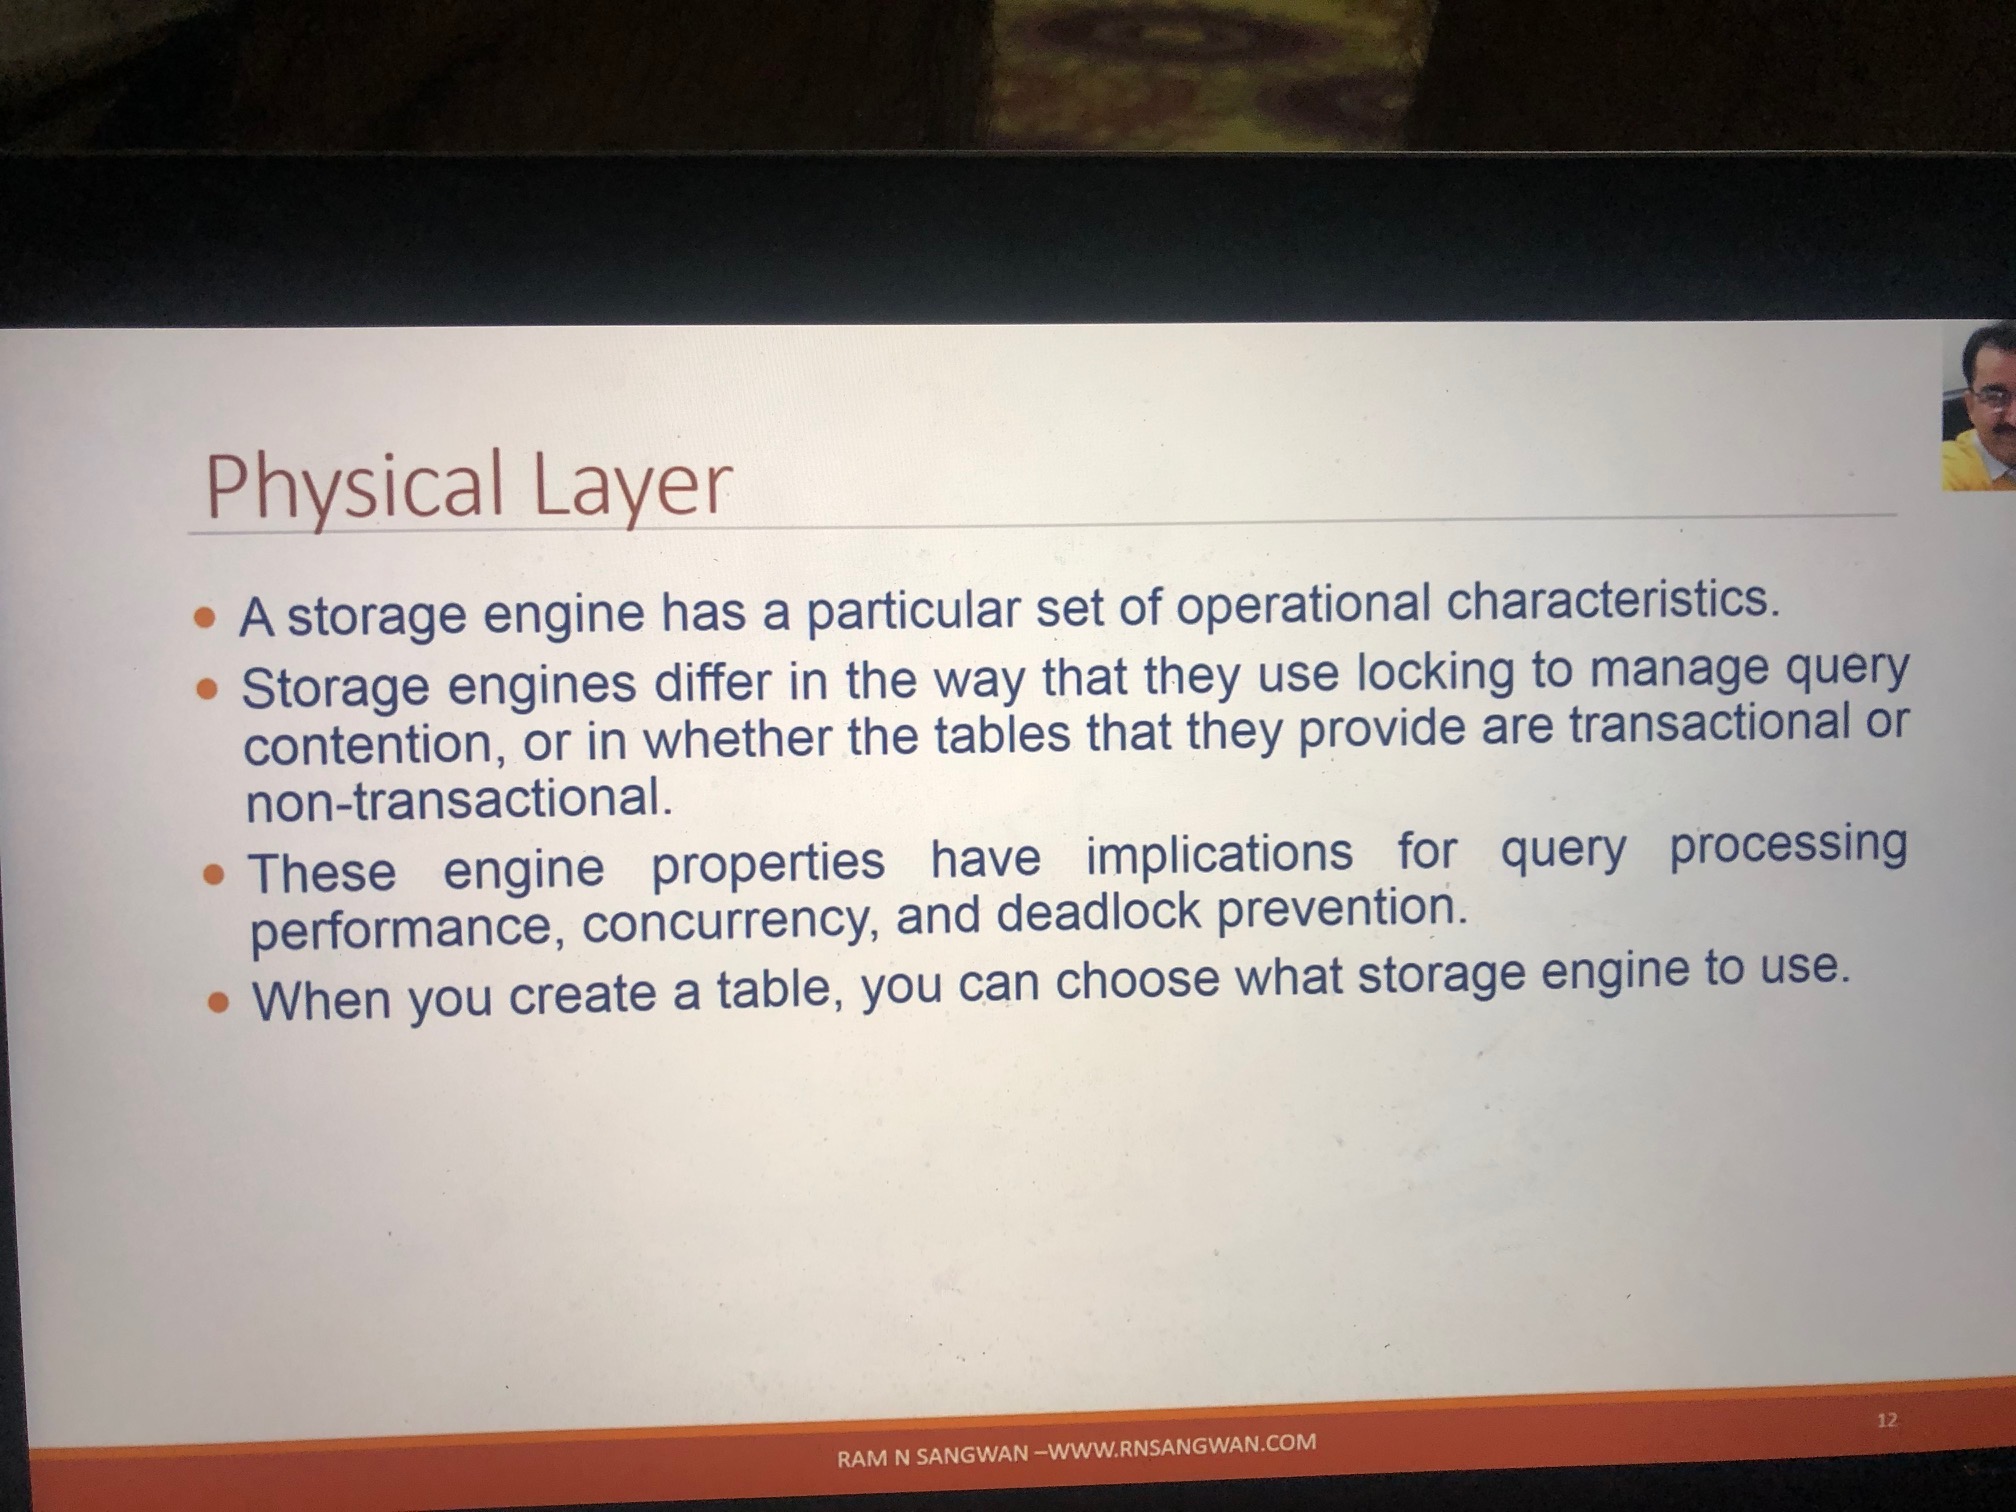 Physical Layer
• A storage engine has a particular set of operational characteristics.
• Storage engines differ in the way that they use locking to manage query
contention, or in whether the tables that they provide are transactional or
non-transactional.
• These engine properties have implications for query processing
performance, concurrency, and deadlock prevention.
• When you create a table, you can choose what storage engine to use.
RAM N SANGWAN –WWW.RNSANGWAN.COM
12